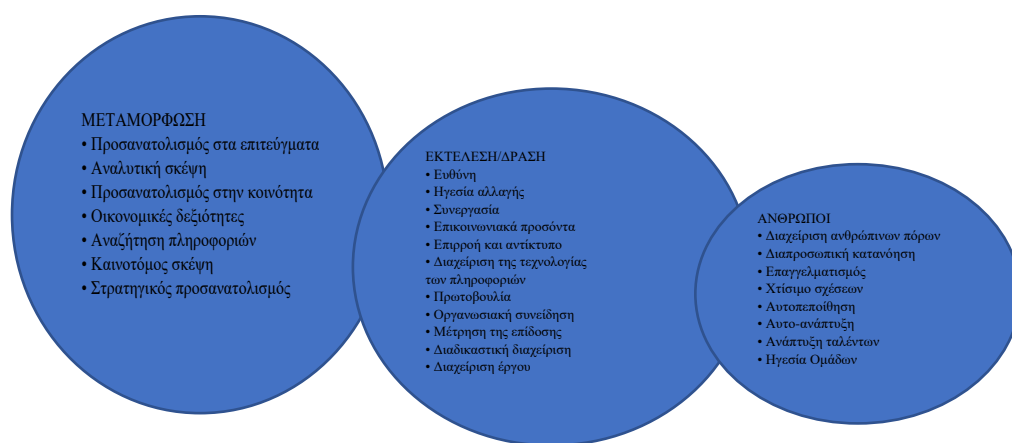 ΜΕΤΑΜΟΡΦΩΣΗ
• Προσανατολισμός στα επιτεύγματα
• Αναλυτική σκέψη
• Προσανατολισμός στην κοινότητα
• Οικονομικές δεξιότητες
• Αναζήτηση πληροφοριών
• Καινοτόμος σκέψη
• Στρατηγικός προσανατολισμός
ΕΚΤΕΛΕΣΗ/ΔΡΑΣΗ
• Ευθύνη
• Ηγεσία αλλαγής
• Συνεργασία
• Επικοινωνιακά προσόντα
• Επιρροή και αντίκτυπο
• Διαχείριση της τεχνολογίας
των πληροφοριών
• Πρωτοβουλία
• Οργανωσιακή συνείδηση
• Μέτρηση της επίδοσης
• Διαδικαστική διαχείριση
• Διαχείριση έργου
ΑΝΘΡΩΠΟΙ
• Διαχείριση ανθρώπινων πόρων
• Διαπροσωπική κατανόηση
• Επαγγελματισμός
• Χτίσιμο σχέσεων
• Αυτοπεποίθηση
• Αυτο-ανάπτυξη
• Ανάπτυξη ταλέντων
• Ηγεσία Ομάδων